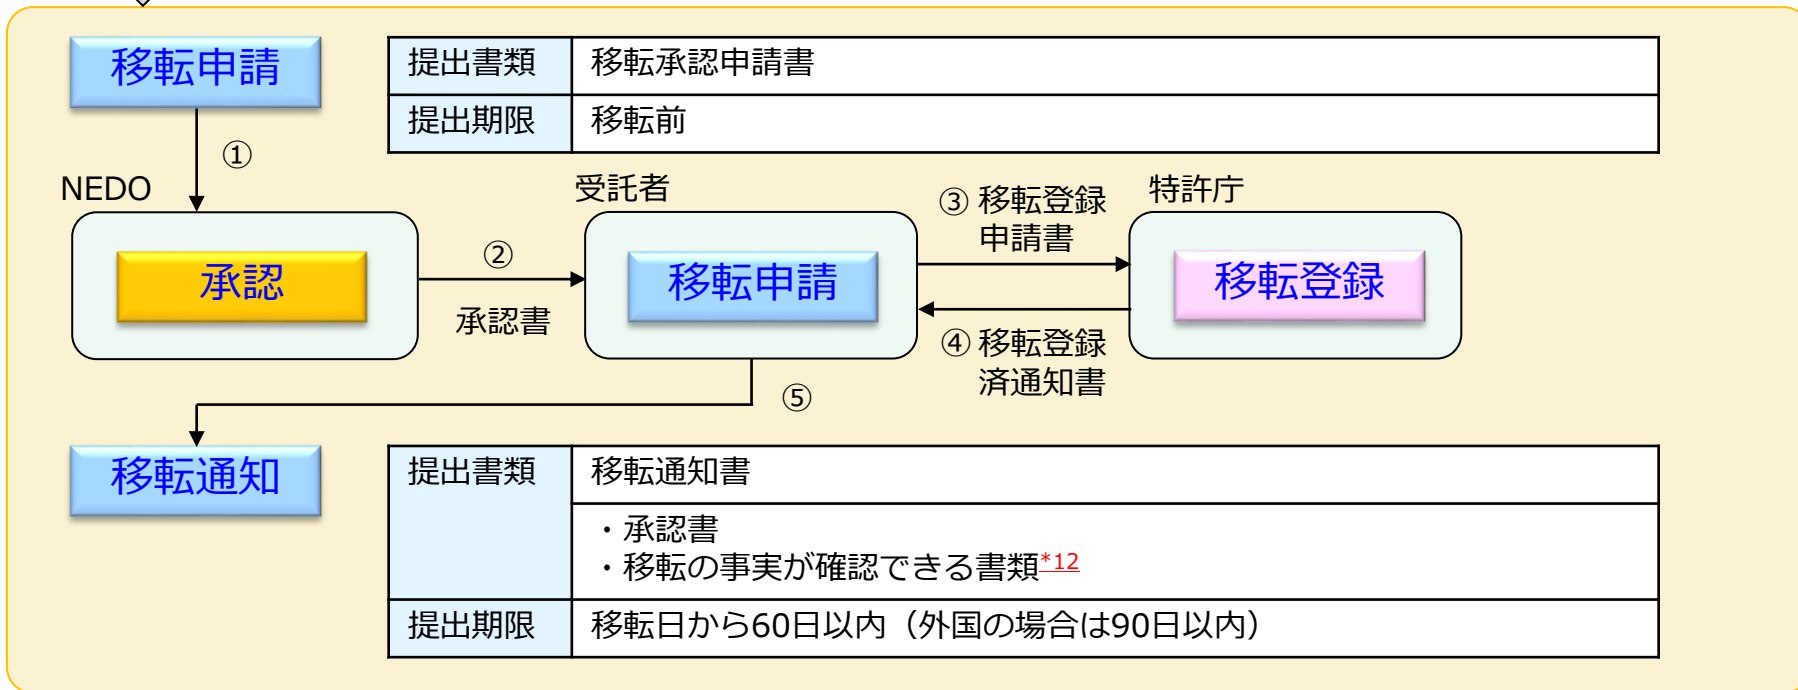 移転申請
提出書類 移転承認申請書
提出期限 移転前
①
NEDO
受託者
特許庁
承認
②
承認書
移転申請
③ 移転登録
申請書
④ 移転登録
済通知書
移転登録
⑤
移転通知
提出書類 移転通知書
・承認書
・移転の事実が確認できる書類*12
提出期限 移転日から60日以内（外国の場合は90日以内）